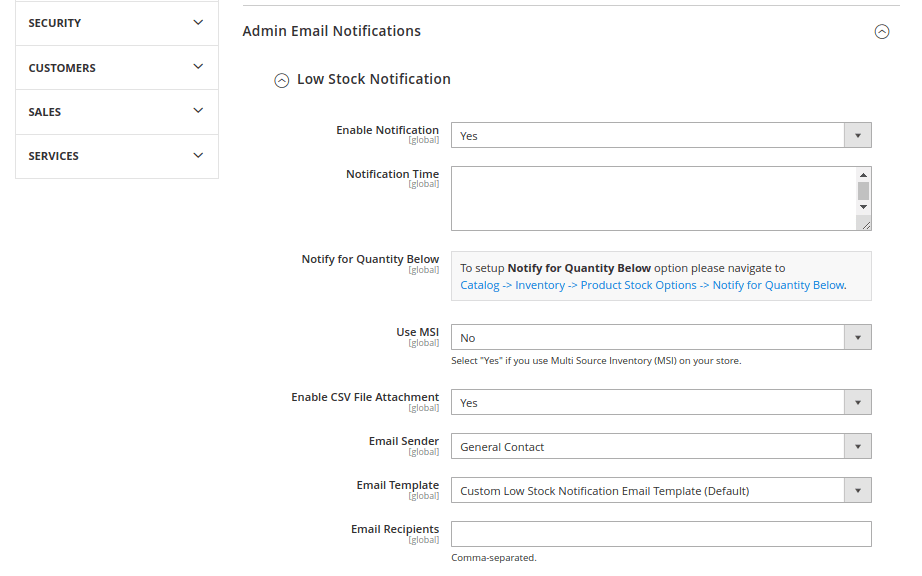 SECURITY
CUSTOMERS
SALES
SERVICES
Admin Email Notifications
Low Stock Notification
Enable Notification
[global]
Yes
Notification Time
[global]
Notify for Quantity Below
[global]
To setup Notify for Quantity Below option please navigate to
Catalog -> Inventory -> Product Stock Options -> Notify for Quantity Below.
Use MSI
[global]
No
Select "Yes" if you use Multi Source Inventory (MSI) on your store.
Enable CSV File Attachment
[global]
Yes
Email Sender
[global]
General Contact
Email Template
[global]
Custom Low Stock Notification Email Template (Default)
Email Recipients
[global]
Comma-separated.